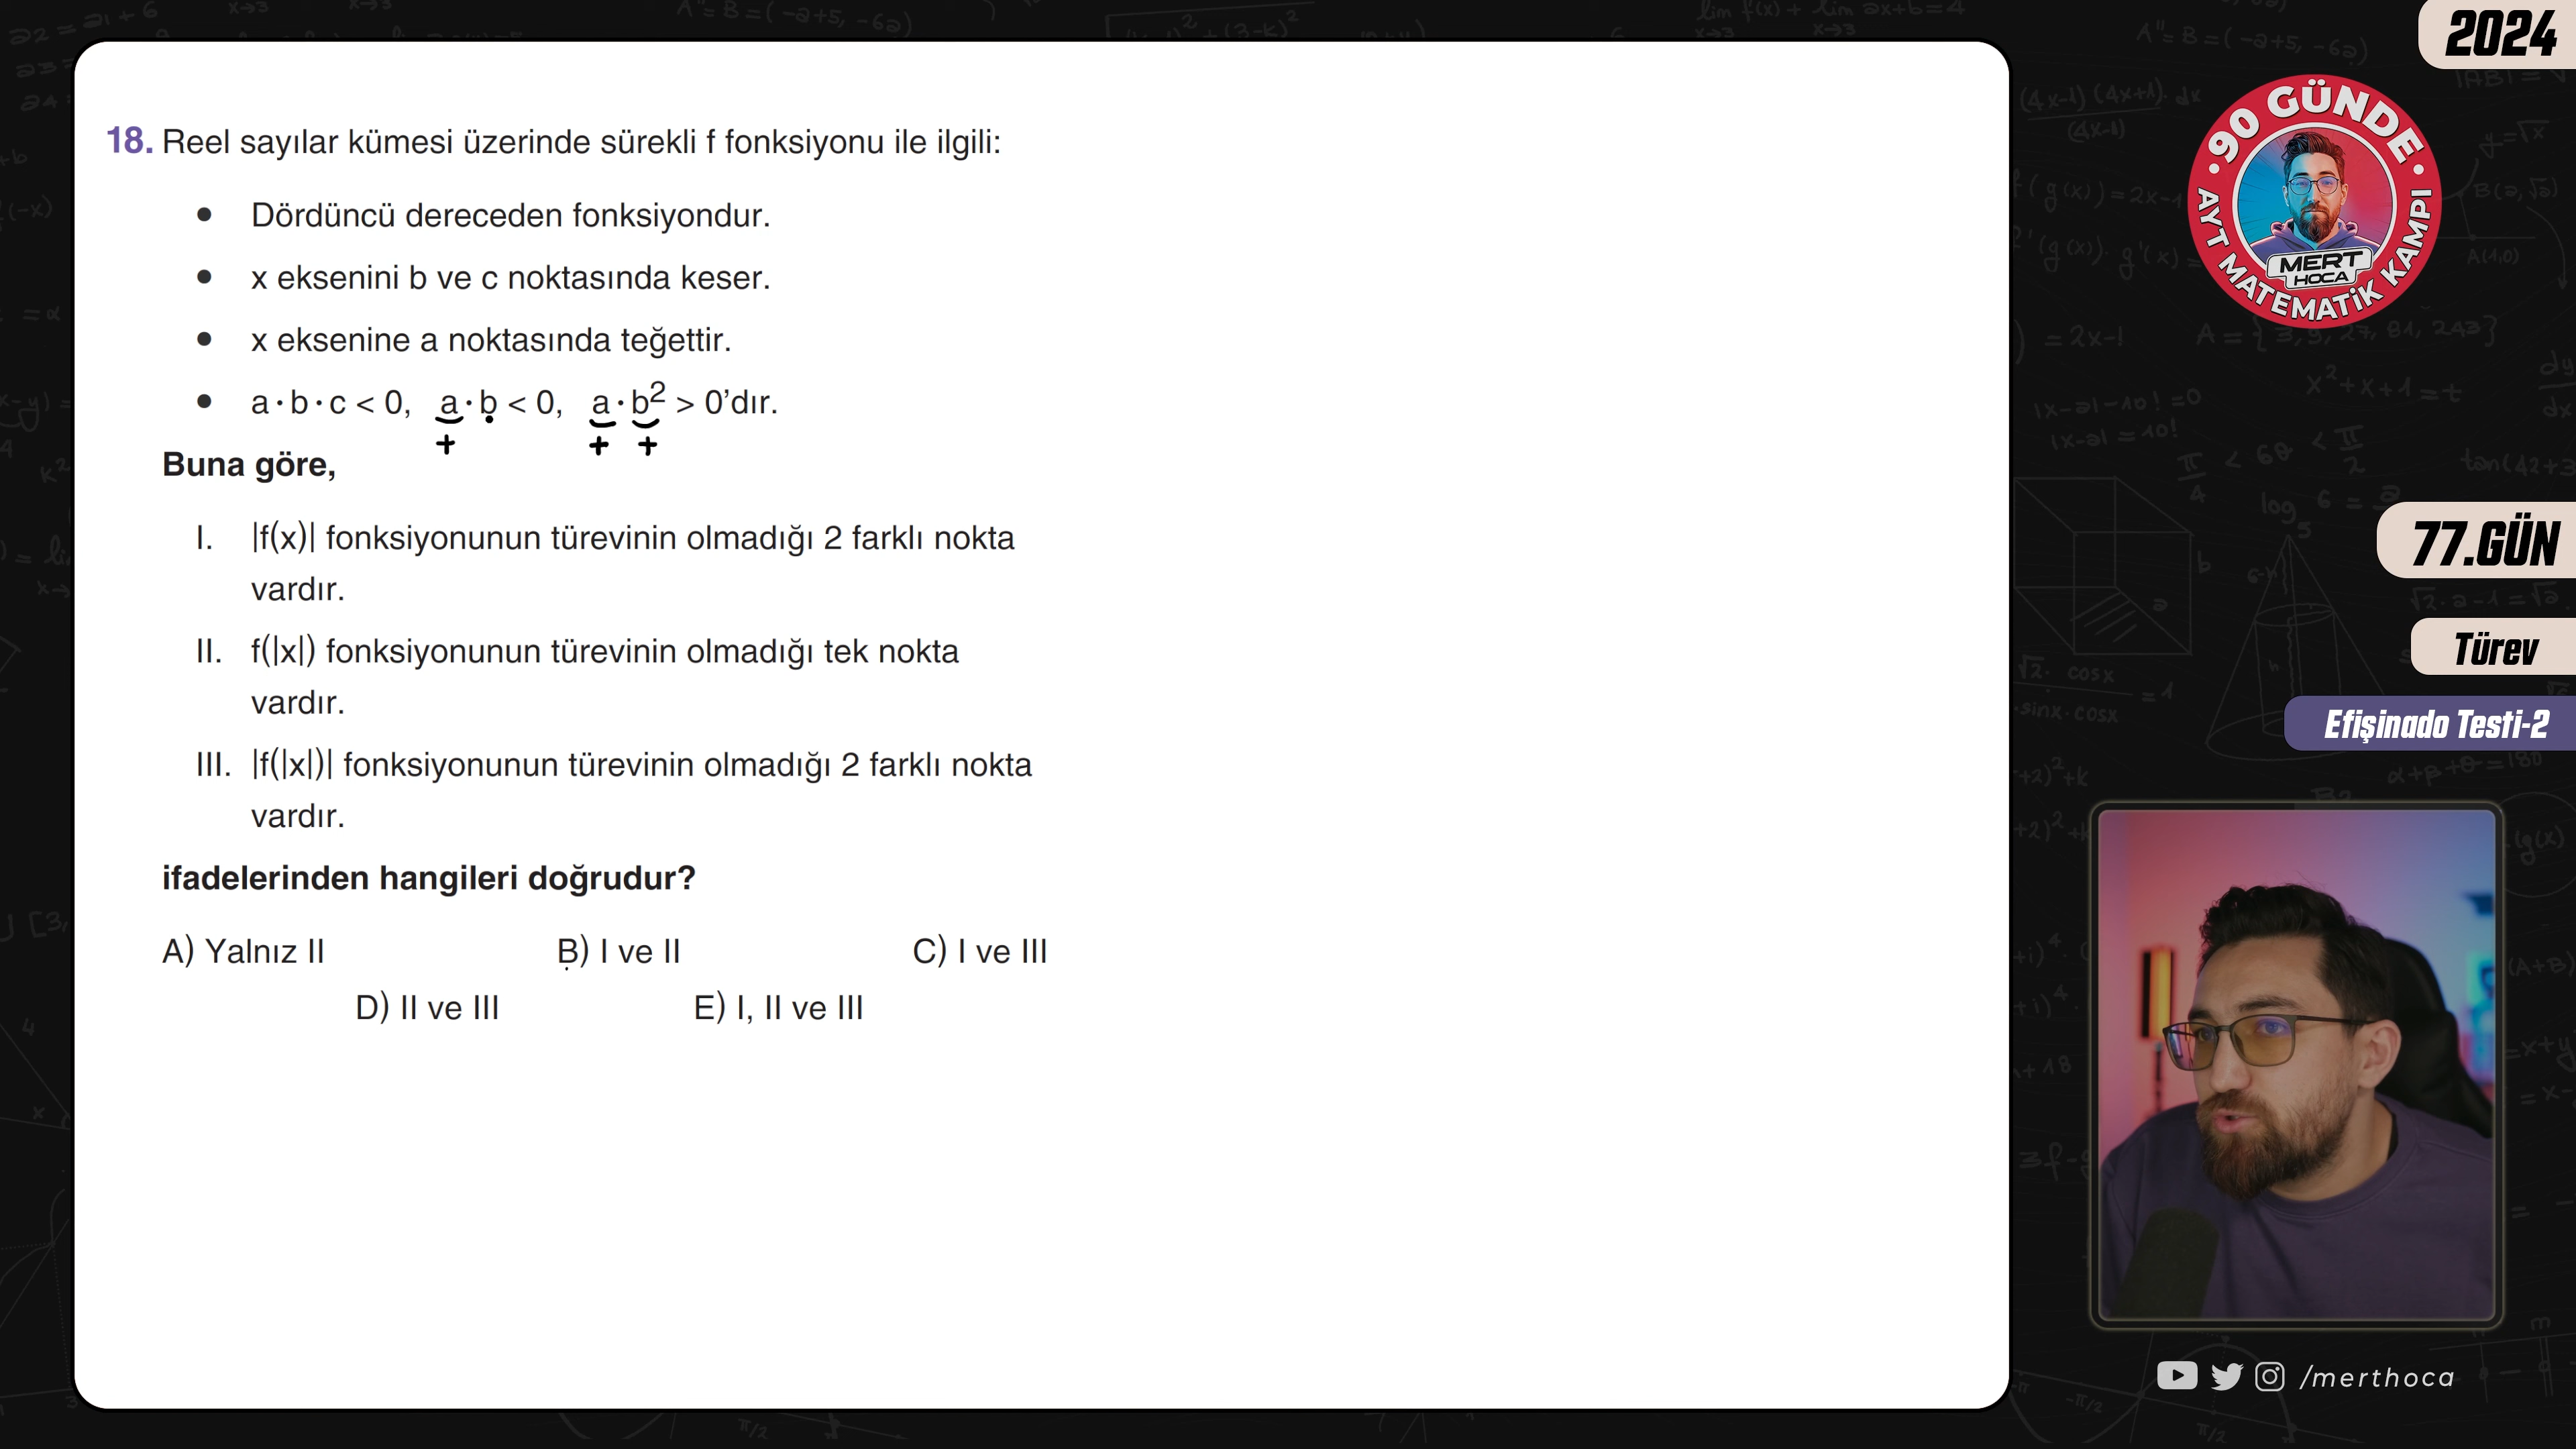 2024
90 GÜNDE
AYT MATEMATİK KAMPI
MERT
HOCA
18. Reel sayılar kümesi üzerinde sürekli f fonksiyonu ile ilgili:
● Dördüncü dereceden fonksiyondur.
● x eksenini b ve c noktasında keser.
● x eksenine a noktasında teğettir.
● a·b·c < 0, a·b < 0, a·b² > 0'dır.
+ + +
Buna göre,
I. |f(x)| fonksiyonunun türevinin olmadığı 2 farklı nokta
vardır.
II. f(|x|) fonksiyonunun türevinin olmadığı tek nokta
vardır.
III. |f(|x|)| fonksiyonunun türevinin olmadığı 2 farklı nokta
vardır.
ifadelerinden hangileri doğrudur?
A) Yalnız II B) I ve II C) I ve III
D) II ve III E) I, II ve III
77.GÜN
Türev
Efişinado Testi-2
/merthoca